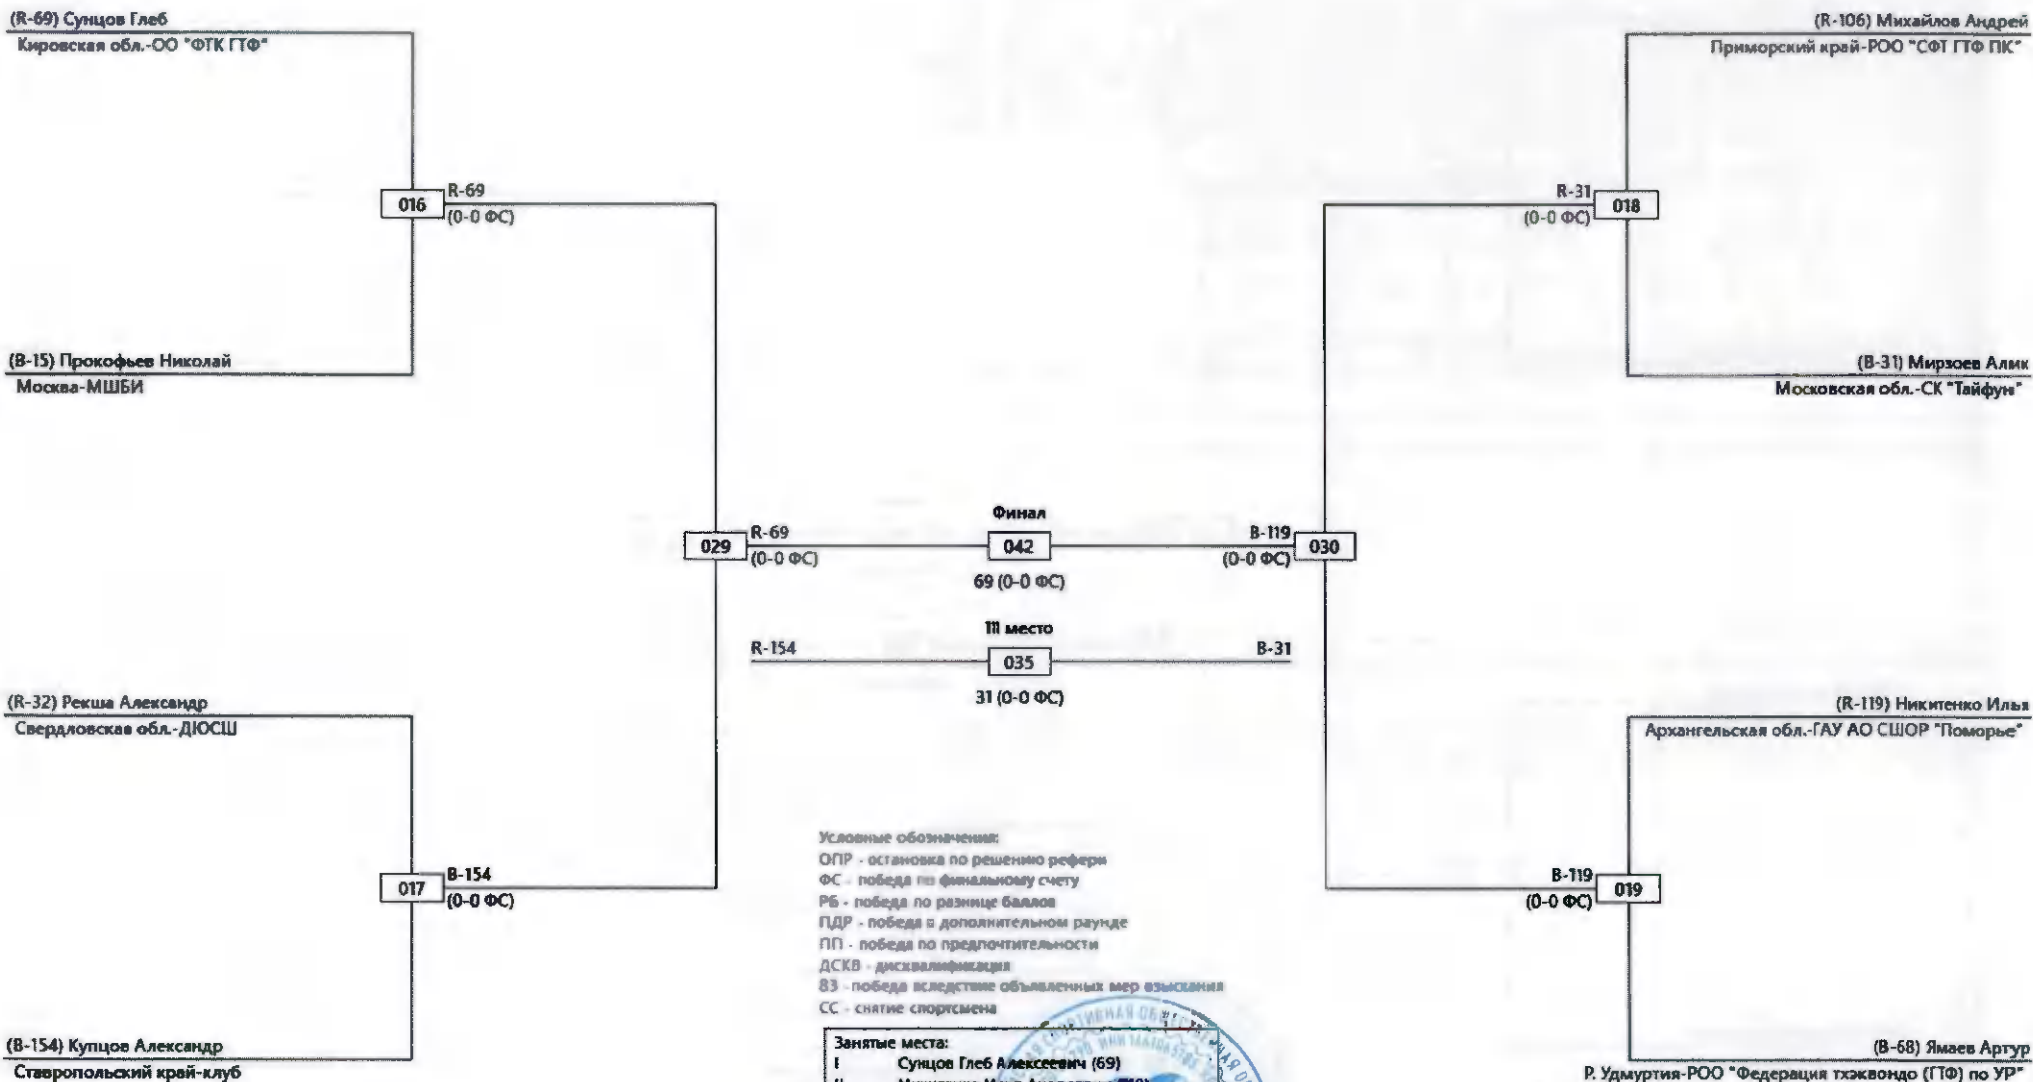 (R-69) Сунцов Глеб
Кировская обл.-ОО "ФТК ГТФ"
(R-106) Михайлов Андрей
Приморский край-РОО "СФТ ГТФ ПК"
016
R-69
(0-0 ФС)
R-31
(0-0 ФС)
018
(B-15) Прокофьев Николай
Москва-МШБИ
(B-31) Мирзоев Алик
Московская обл.-СК "Тайфун"
029
R-69
(0-0 ФС)
Финал
042
69 (0-0 ФС)
B-119
(0-0 ФС)
030
III место
R-154
035
B-31
31 (0-0 ФС)
(R-32) Рекша Александр
Свердловская обл.-ДЮСШ
(R-119) Никитенко Илья
Архангельская обл.-ГАУ АО СШОР "Поморье"
017
B-154
(0-0 ФС)
B-119
(0-0 ФС)
019
Условные обозначения:
ОПР - остановка по решению рефери
ФС - победа по финальному счету
РБ - победа по разнице баллов
ПДР - победа в дополнительном раунде
ПП - победа по предпочтительности
ДСКВ - дисквалификация
ВЗ - победа вследствие объявленных мер взыскания
СС - снятие спортсмена
(B-154) Купцов Александр
Ставропольский край-клуб
(B-68) Ямаев Артур
Р. Удмуртия-РОО "Федерация тхэквондо (ГТФ) по УР"
Занятые места:
I Сунцов Глеб Алексеевич (69)